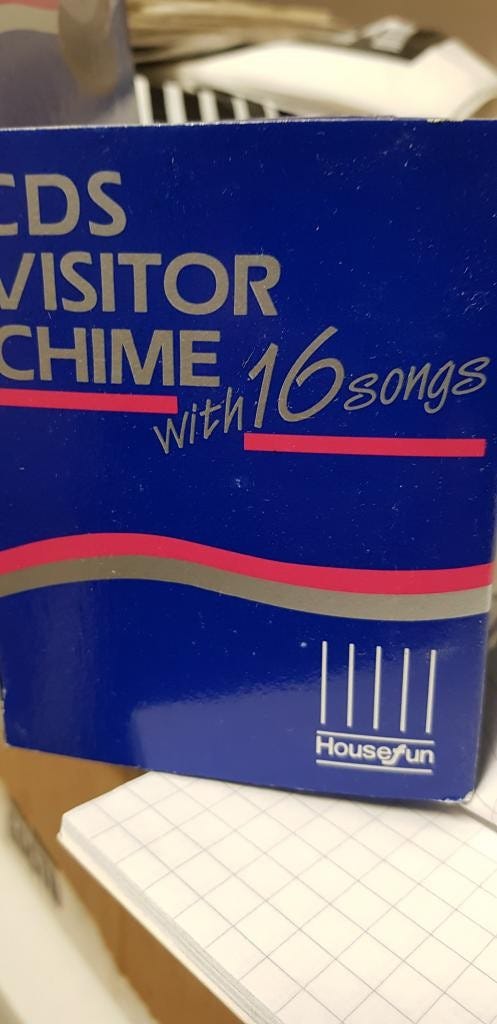 CDS
VISITOR
CHIME
with 16 songs
Housefun